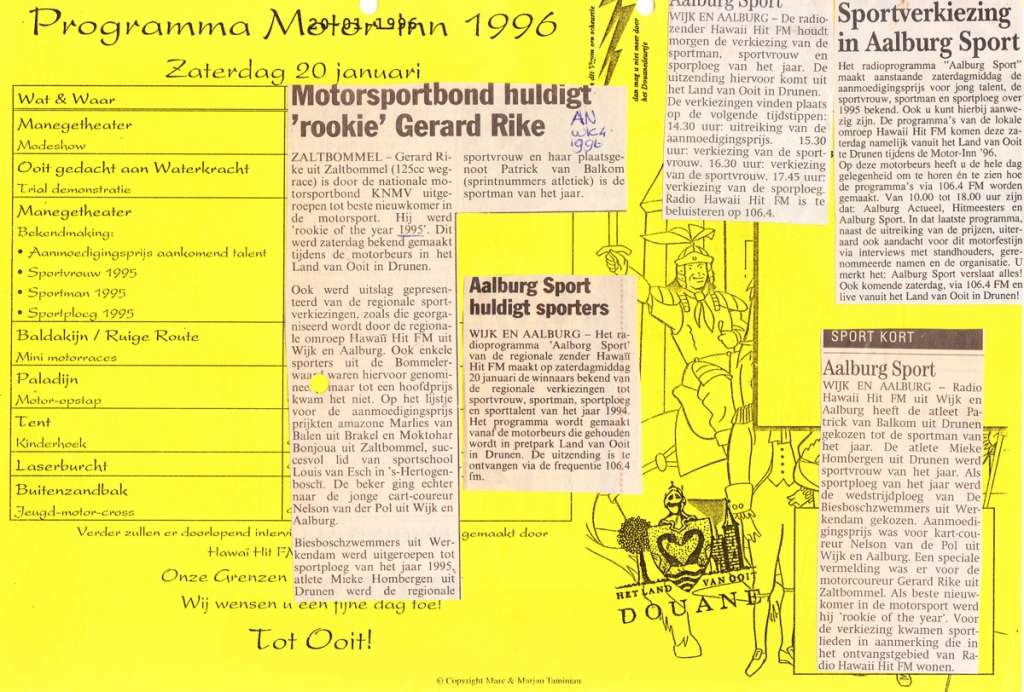 Programma Motor-Inn 1996
20-01-1996
Zaterdag 20 januari
Wat & Waar
Manegetheater
Modeshow
Ooit gedacht aan Waterkracht
Trial demonstratie
Manegetheater
Bekendmaking:
• Aanmoedigingsprijs aankomend talent
• Sportvrouw 1995
• Sportman 1995
• Sportploeg 1995
Baldakijn / Ruige Route
Mini motorraces
Paladijn
Motor-opstap
Tent
Kinderhoek
Laserburcht
Buitenzandbak
Jeugd-motor-cross
Verder zullen er doorlopend interv
gemaakt door
Hawaï Hit FM
Onze Grenzen
Wij wensen u een fijne dag toe!
Tot Ooit!
© Copyright Marc & Marjan Taminiau
Motorsportbond huldigt
'rookie' Gerard Rike
AN
wk 4
1996
ZALTBOMMEL – Gerard Ri-
ke uit Zaltbommel (125cc weg-
race) is door de nationale mo-
torsportbond KNMV uitge-
roepen tot beste nieuwkomer in
de motorsport. Hij werd
'rookie of the year 1995'. Dit
werd zaterdag bekend gemaakt
tijdens de motorbeurs in het
Land van Ooit in Drunen.
Ook werd uitslag gepresen-
teerd van de regionale sport-
verkiezingen, zoals die georga-
niseerd wordt door de regiona-
le omroep Hawaïï Hit FM uit
Wijk en Aalburg. Ook enkele
sporters uit de Bommeler-
waard waren hiervoor genomi-
neerd maar tot een hoofdprijs
kwam het niet. Op het lijstje
voor de aanmoedigingsprijs
prijkten amazone Marlies van
Balen uit Brakel en Moktohar
Bonjoua uit Zaltbommel, suc-
cesvol lid van sportschool
Louis van Esch in 's-Hertogen-
bosch. De beker ging echter
naar de jonge cart-coureur
Nelson van der Pol uit Wijk en
Aalburg.
Biesboschzwemmers uit Wer-
kendam werd uitgeroepen tot
sportploeg van het jaar 1995,
atlete Mieke Hombergen uit
Drunen werd de regionale
sportvrouw en haar plaatsge-
noot Patrick van Balkom
(sprintnummers atletiek) is de
sportman van het jaar.
Aalburg Sport
huldigt sporters
WIJK EN AALBURG – Het ra-
dioprogramma 'Aalborg Sport'
van de regionale zender Hawaïï
Hit FM maakt op zaterdagmiddag
20 januari de winnaars bekend van
de regionale verkiezingen tot
sportvrouw, sportman, sportploeg
en sporttalent van het jaar 1994.
Het programma wordt gemaakt
vanaf de motorbeurs die gehouden
wordt in pretpark Land van Ooit
in Drunen. De uitzending is te
ontvangen via de frequentie 106.4
fm.
dan mag u niet meer door
het Douanedeurtje
Aalburg Sport
WIJK EN AALBURG – De radio-
zender Hawaii Hit FM houdt
morgen de verkiezing van de
sportman, sportvrouw en
sporploeg van het jaar. De
uitzending hiervoor komt uit
het Land van Ooit in Drunen.
De verkiezingen vinden plaats
op de volgende tijdstippen:
14.30 uur: uitreiking van de
aanmoedigingsprijs. 15.30
uur: verkiezing van de sport-
vrouw. 16.30 uur: verkiezing
van de sportvrouw. 17.45 uur:
verkiezing van de sporploeg.
Radio Hawaii Hit FM is te
beluisteren op 106.4.
Sportverkiezing
in Aalburg Sport
Het radioprogramma "Aalburg Sport"
maakt aanstaande zaterdagmiddag de
aanmoedigingsprijs voor jong talent, de
sportvrouw, sportman en sportploeg over
1995 bekend. Ook u kunt hierbij aanwe-
zig zijn. De programma's van de lokale
omroep Hawaii Hit FM komen deze za-
terdag namelijk vanuit het Land van Ooit
te Drunen tijdens de Motor-Inn '96.
Op deze motorbeurs heeft u de hele dag
gelegenheid om te horen én te zien hoe
de programma's via 106.4 FM worden
gemaakt. Van 10.00 tot 18.00 uur zijn
dat: Aalburg Actueel, Hitmeesters en
Aalburg Sport. In dat laatste programma,
naast de uitreiking van de prijzen, uiter-
aard ook aandacht voor dit motorfestijn
via interviews met standhouders, gere-
nommeerde namen en de organisatie. U
merkt het: Aalburg Sport verslaat alles!
Ook komende zaterdag, via 106.4 FM en
live vanuit het Land van Ooit in Drunen!
SPORT KORT
Aalburg Sport
WIJK EN AALBURG – Radio
Hawaii Hit FM uit Wijk en
Aalburg heeft de atleet Pa-
trick van Balkom uit Drunen
gekozen tot de sportman van
het jaar. De atlete Mieke
Hombergen uit Drunen werd
sportvrouw van het jaar. Als
sportploeg van het jaar werd
de wedstrijdploeg van De
Biesboschzwemmers uit Wer-
kendam gekozen. Aanmoedi-
gingsprijs was voor kart-cou-
reur Nelson van de Pol uit
Wijk en Aalburg. Een speciale
vermelding was er voor de
motorcoureur Gerard Rike uit
Zaltbommel. Als beste nieuw-
komer in de motorsport werd
hij 'rookie of the year'. Voor
de verkiezing kwamen sport-
lieden in aanmerking die in
het ontvangstgebied van Ra-
dio Hawaii Hit FM wonen.
HET LAND VAN OOIT
DOUANE